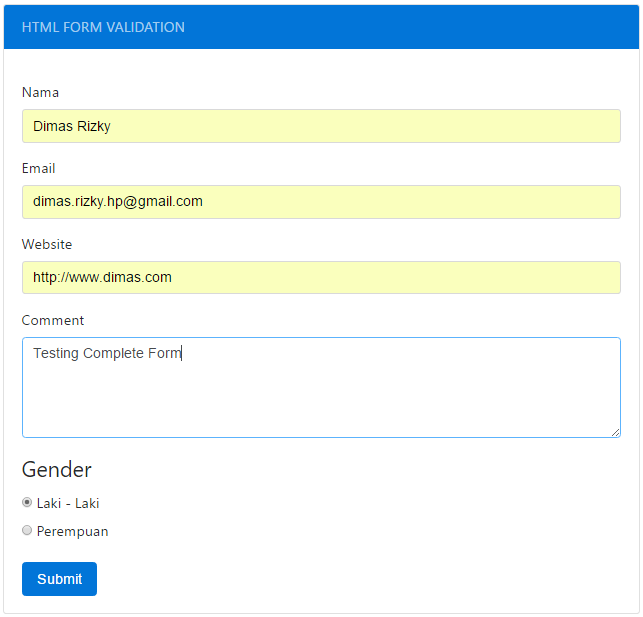 HTML FORM VALIDATION
Nama
Dimas Rizky
Email
dimas.rizky.hp@gmail.com
Website
http://www.dimas.com
Comment
Testing Complete Form
Gender
Laki - Laki
Perempuan
Submit